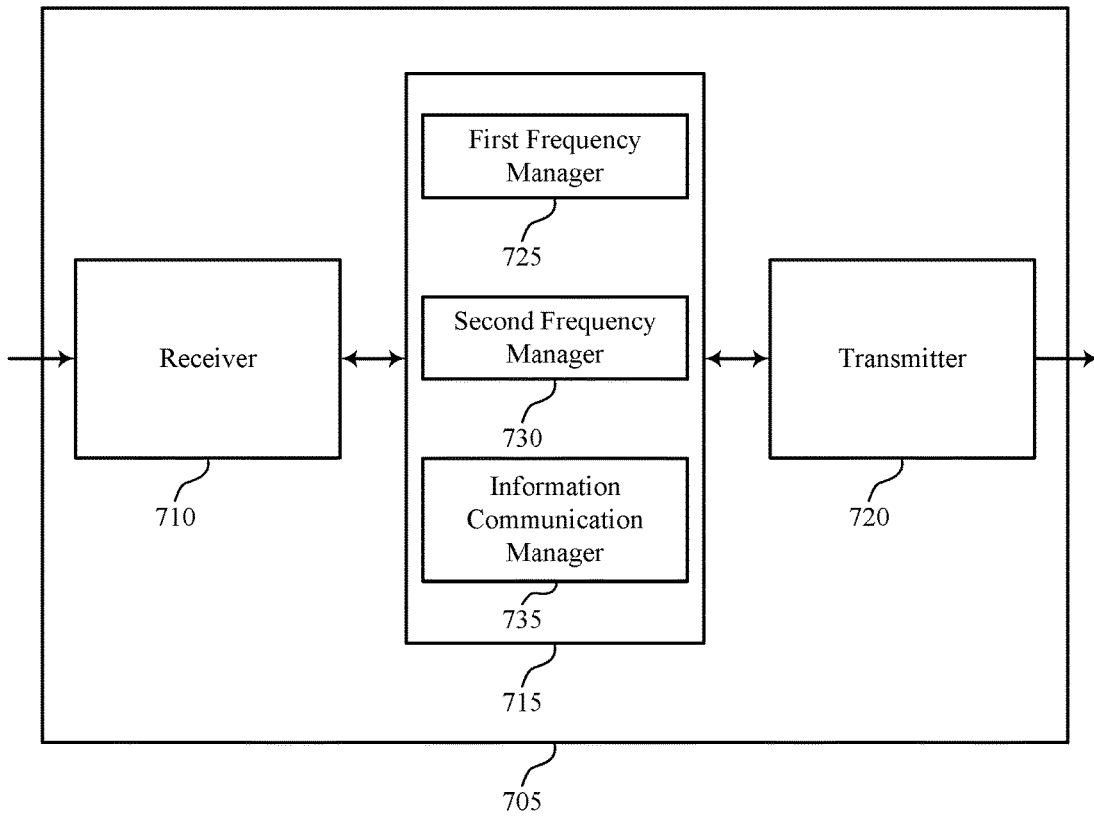 First Frequency
Manager
725
Receiver
710
Second Frequency
Manager
730
Transmitter
720
Information
Communication
Manager
735
715
705